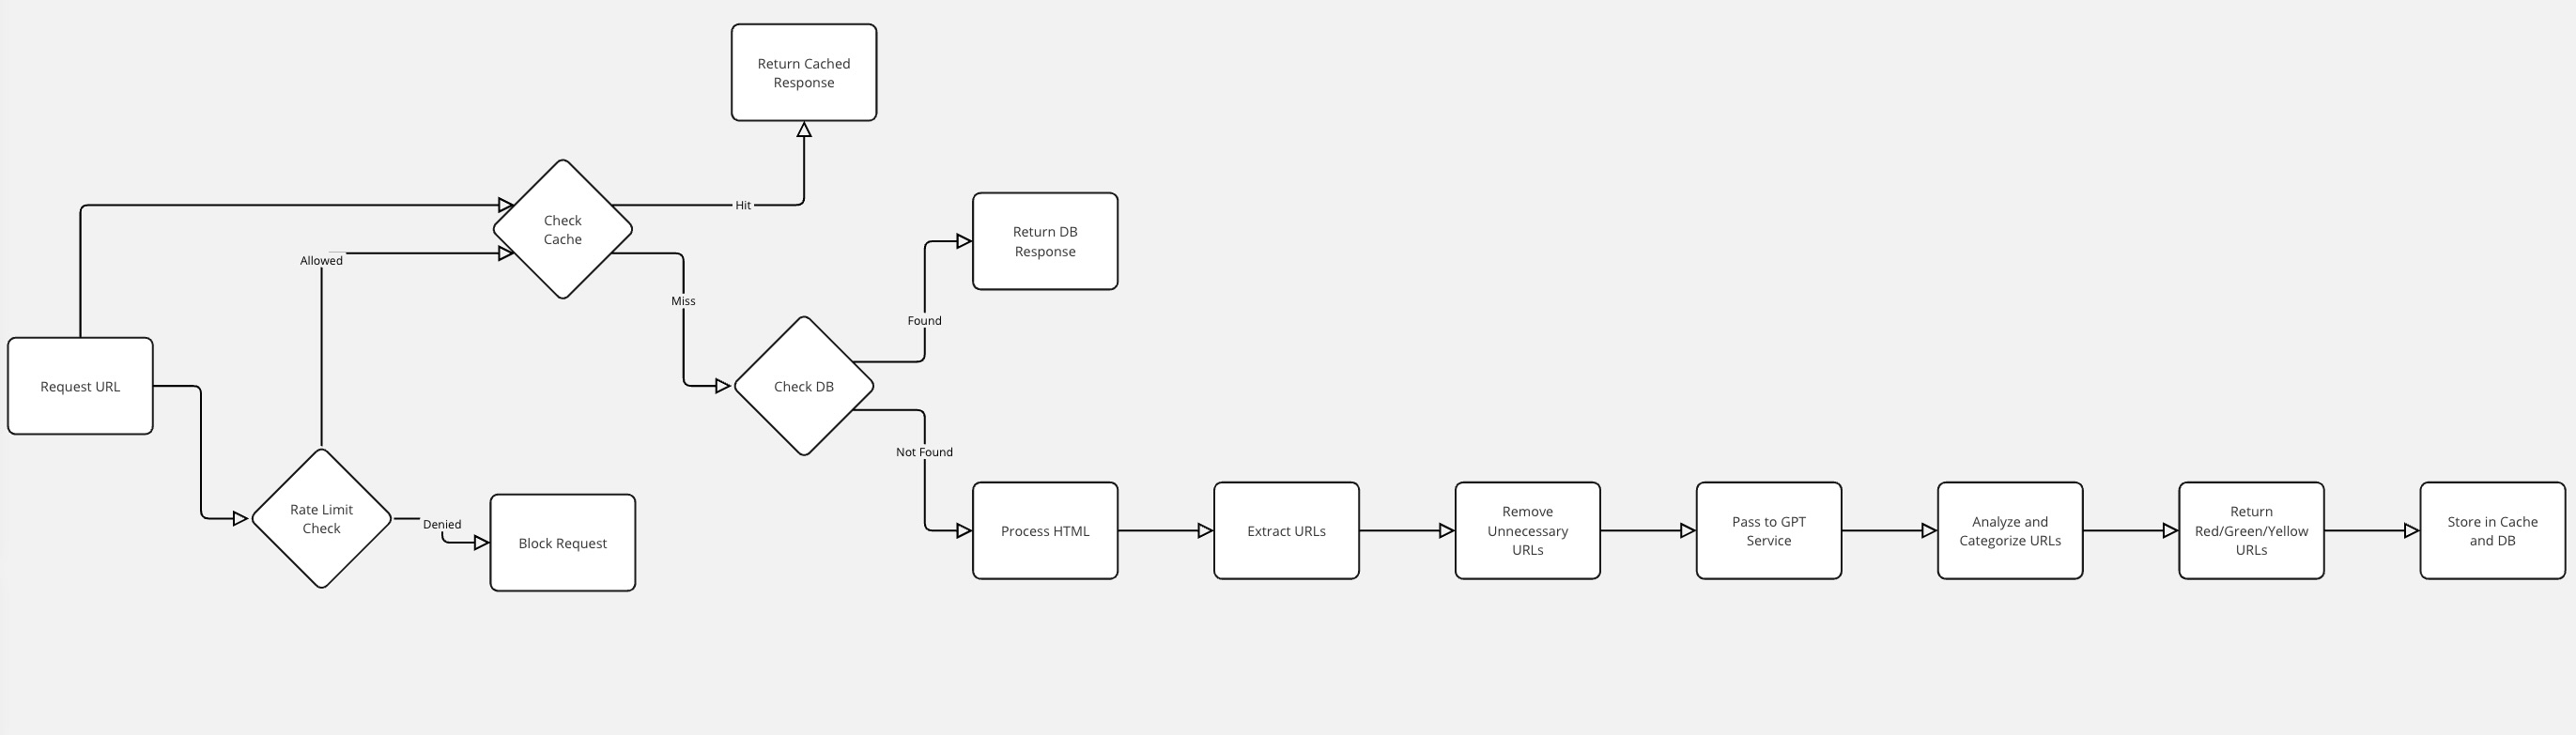 Return Cached
Response
Check
Cache
Hit
Allowed
Miss
Return DB
Response
Found
Request URL
Check DB
Not Found
Rate Limit
Check
Denied
Block Request
Process HTML
Extract URLs
Remove
Unnecessary
URLs
Pass to GPT
Service
Analyze and
Categorize URLs
Return
Red/Green/Yellow
URLs
Store in Cache
and DB